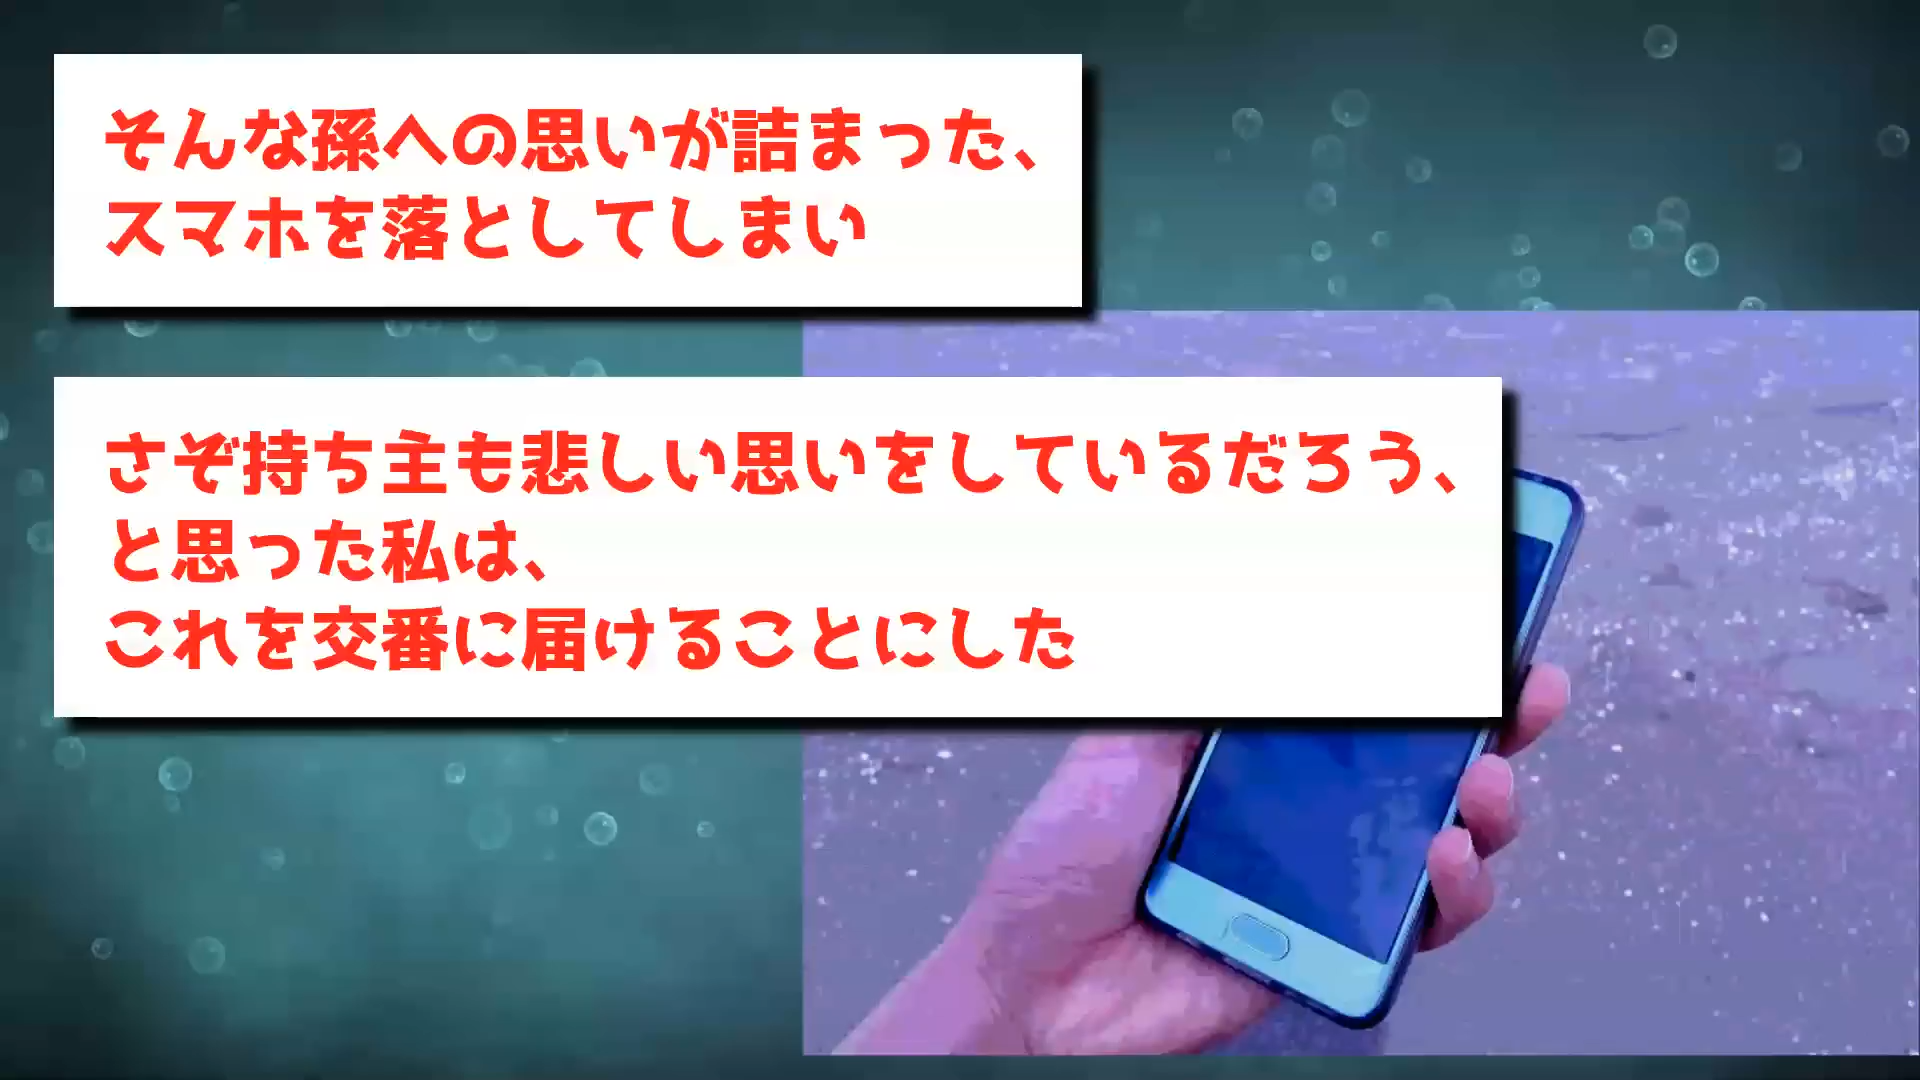 そんな孫への思いが詰まった、
スマホを落としてしまい
さぞ持ち主も悲しい思いをしているだろう、
と思った私は、
これを交番に届けることにした